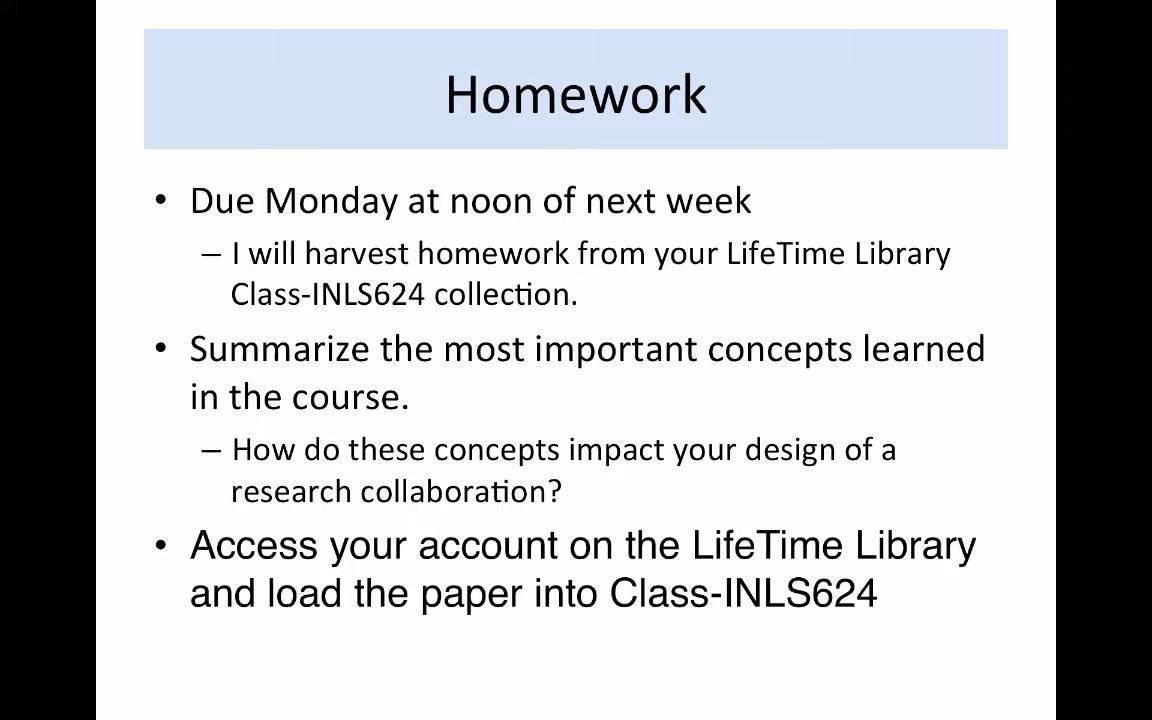 Homework
• Due Monday at noon of next week
– I will harvest homework from your LifeTime Library
Class-INLS624 collection.
• Summarize the most important concepts learned
in the course.
– How do these concepts impact your design of a
research collaboration?
• Access your account on the LifeTime Library
and load the paper into Class-INLS624